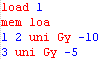 load 1
mem loa
1 2 uni Gy -10
3 uni Gy -5